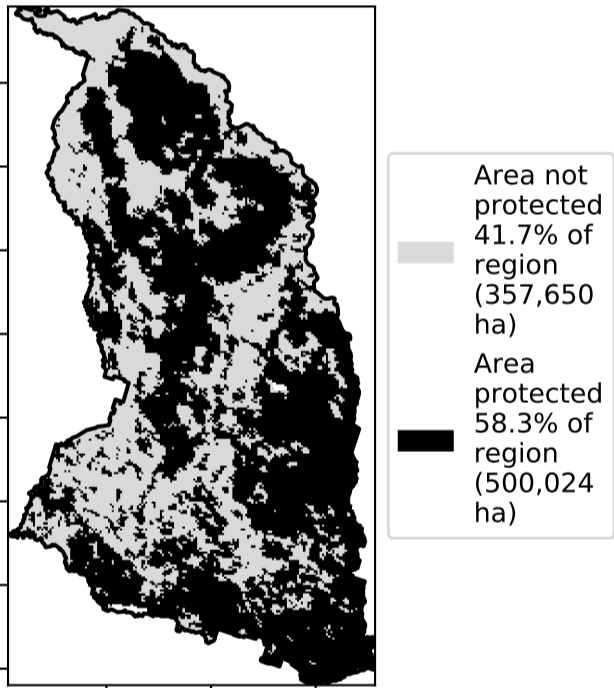 Area not
protected
41.7% of
region
(357,650
ha)
Area
protected
58.3% of
region
(500,024
ha)